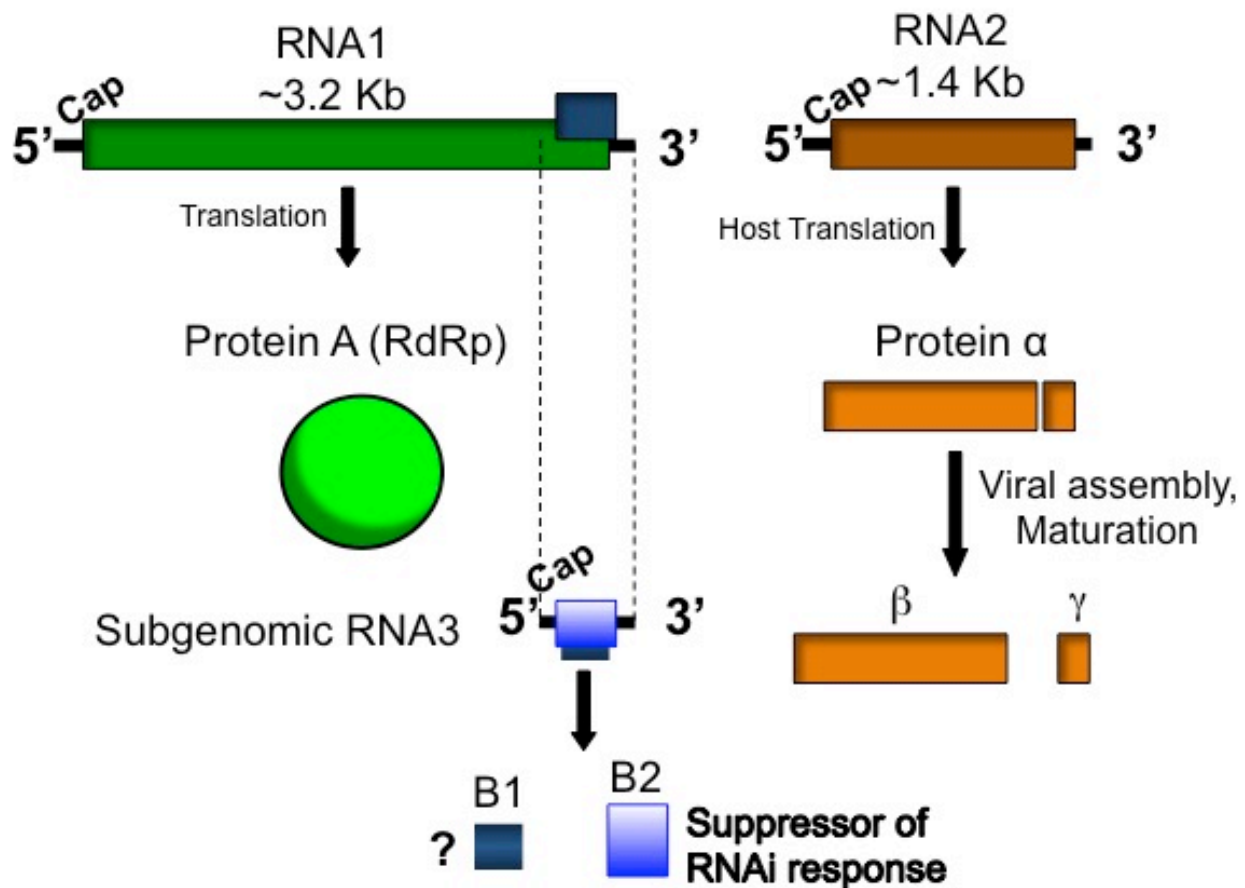 RNA1
~3.2 Kb
Cap
5’
3’
Translation
Protein A (RdRp)
Subgenomic RNA3
Cap
5’
3’
B1
?
B2
Suppressor of
RNAi response
RNA2
~1.4 Kb
Cap
5’
3’
Host Translation
Protein α
Viral assembly,
Maturation
β
γ